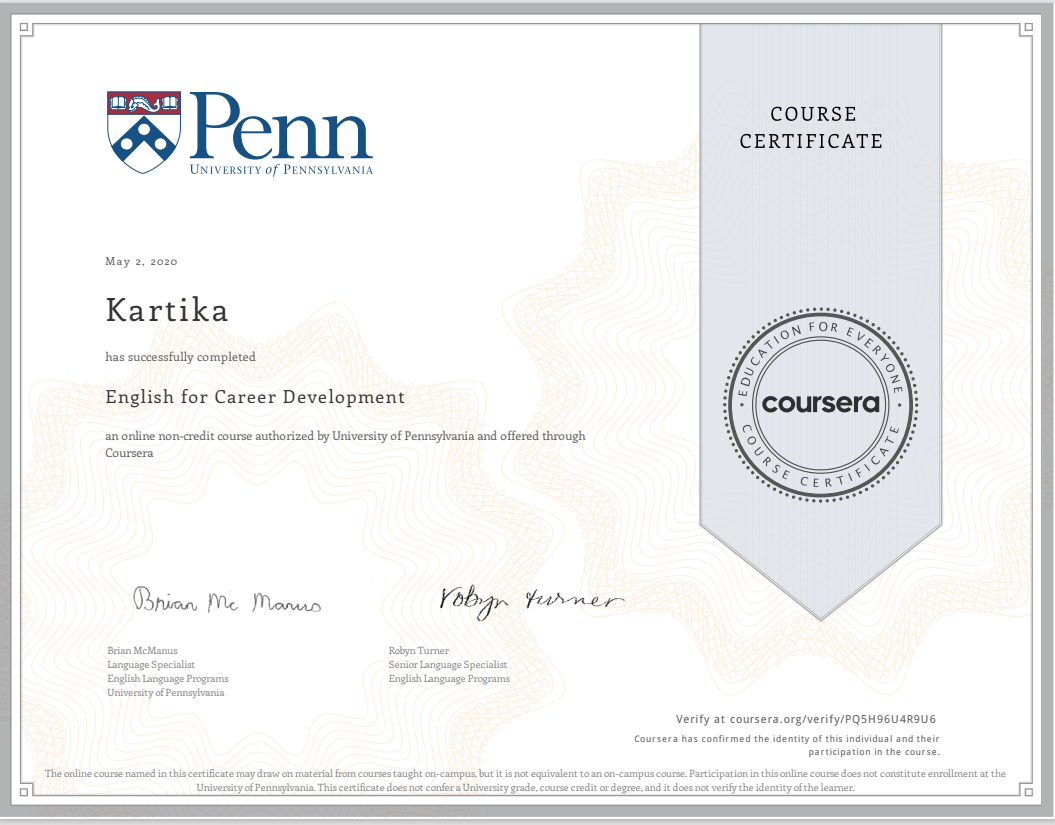 Penn
UNIVERSITY of PENNSYLVANIA
COURSE
CERTIFICATE
May 2, 2020
Kartika
has successfully completed
English for Career Development
an online non-credit course authorized by University of Pennsylvania and offered through
Coursera
EDUCATION FOR EVERYONE
coursera
COURSE CERTIFICATE
Brian Mc Manus
Robyn Turner
Brian McManus
Language Specialist
English Language Programs
University of Pennsylvania
Robyn Turner
Senior Language Specialist
English Language Programs
Verify at coursera.org/verify/PQ5H96U4R9U6
Coursera has confirmed the identity of this individual and their
participation in the course.
The online course named in this certificate may draw on material from courses taught on-campus, but it is not equivalent to an on-campus course. Participation in this online course does not constitute enrollment at the
University of Pennsylvania. This certificate does not confer a University grade, course credit or degree, and it does not verify the identity of the learner.